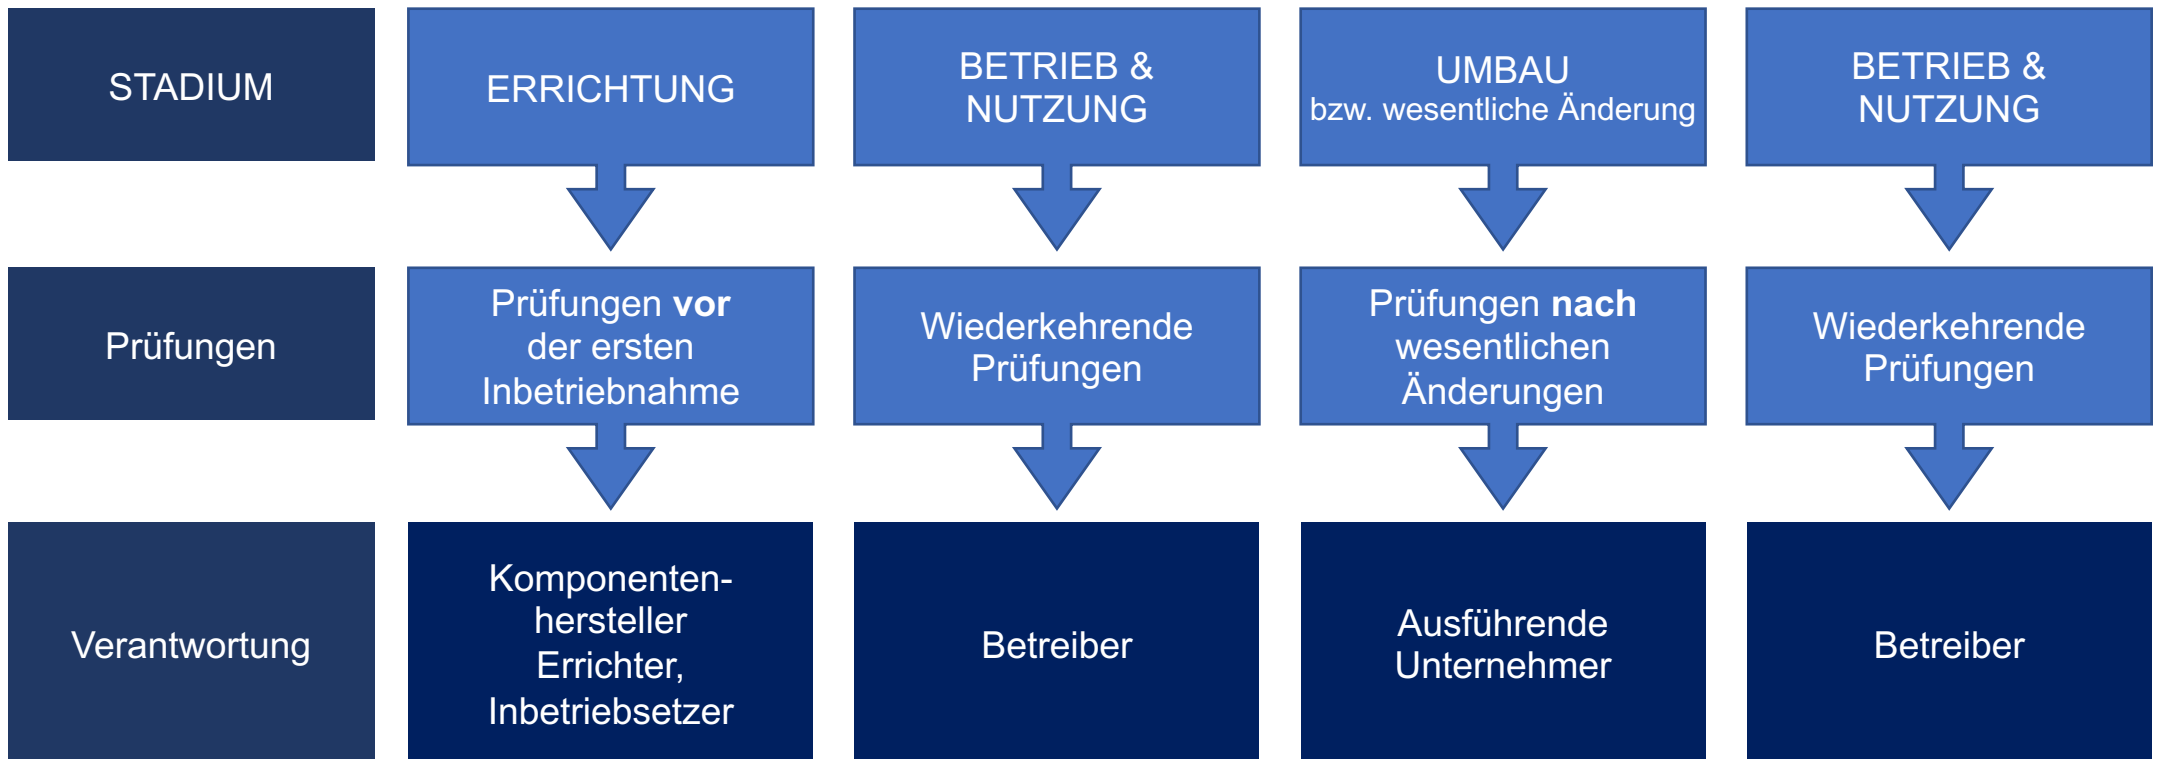 STADIUM
ERRICHTUNG
BETRIEB &
NUTZUNG
UMBAU
bzw. wesentliche Änderung
BETRIEB &
NUTZUNG
Prüfungen
Prüfungen vor
der ersten
Inbetriebnahme
Wiederkehrende
Prüfungen
Prüfungen nach
wesentlichen
Änderungen
Wiederkehrende
Prüfungen
Verantwortung
Komponenten-
hersteller
Errichter,
Inbetriebsetzer
Betreiber
Ausführende
Unternehmer
Betreiber